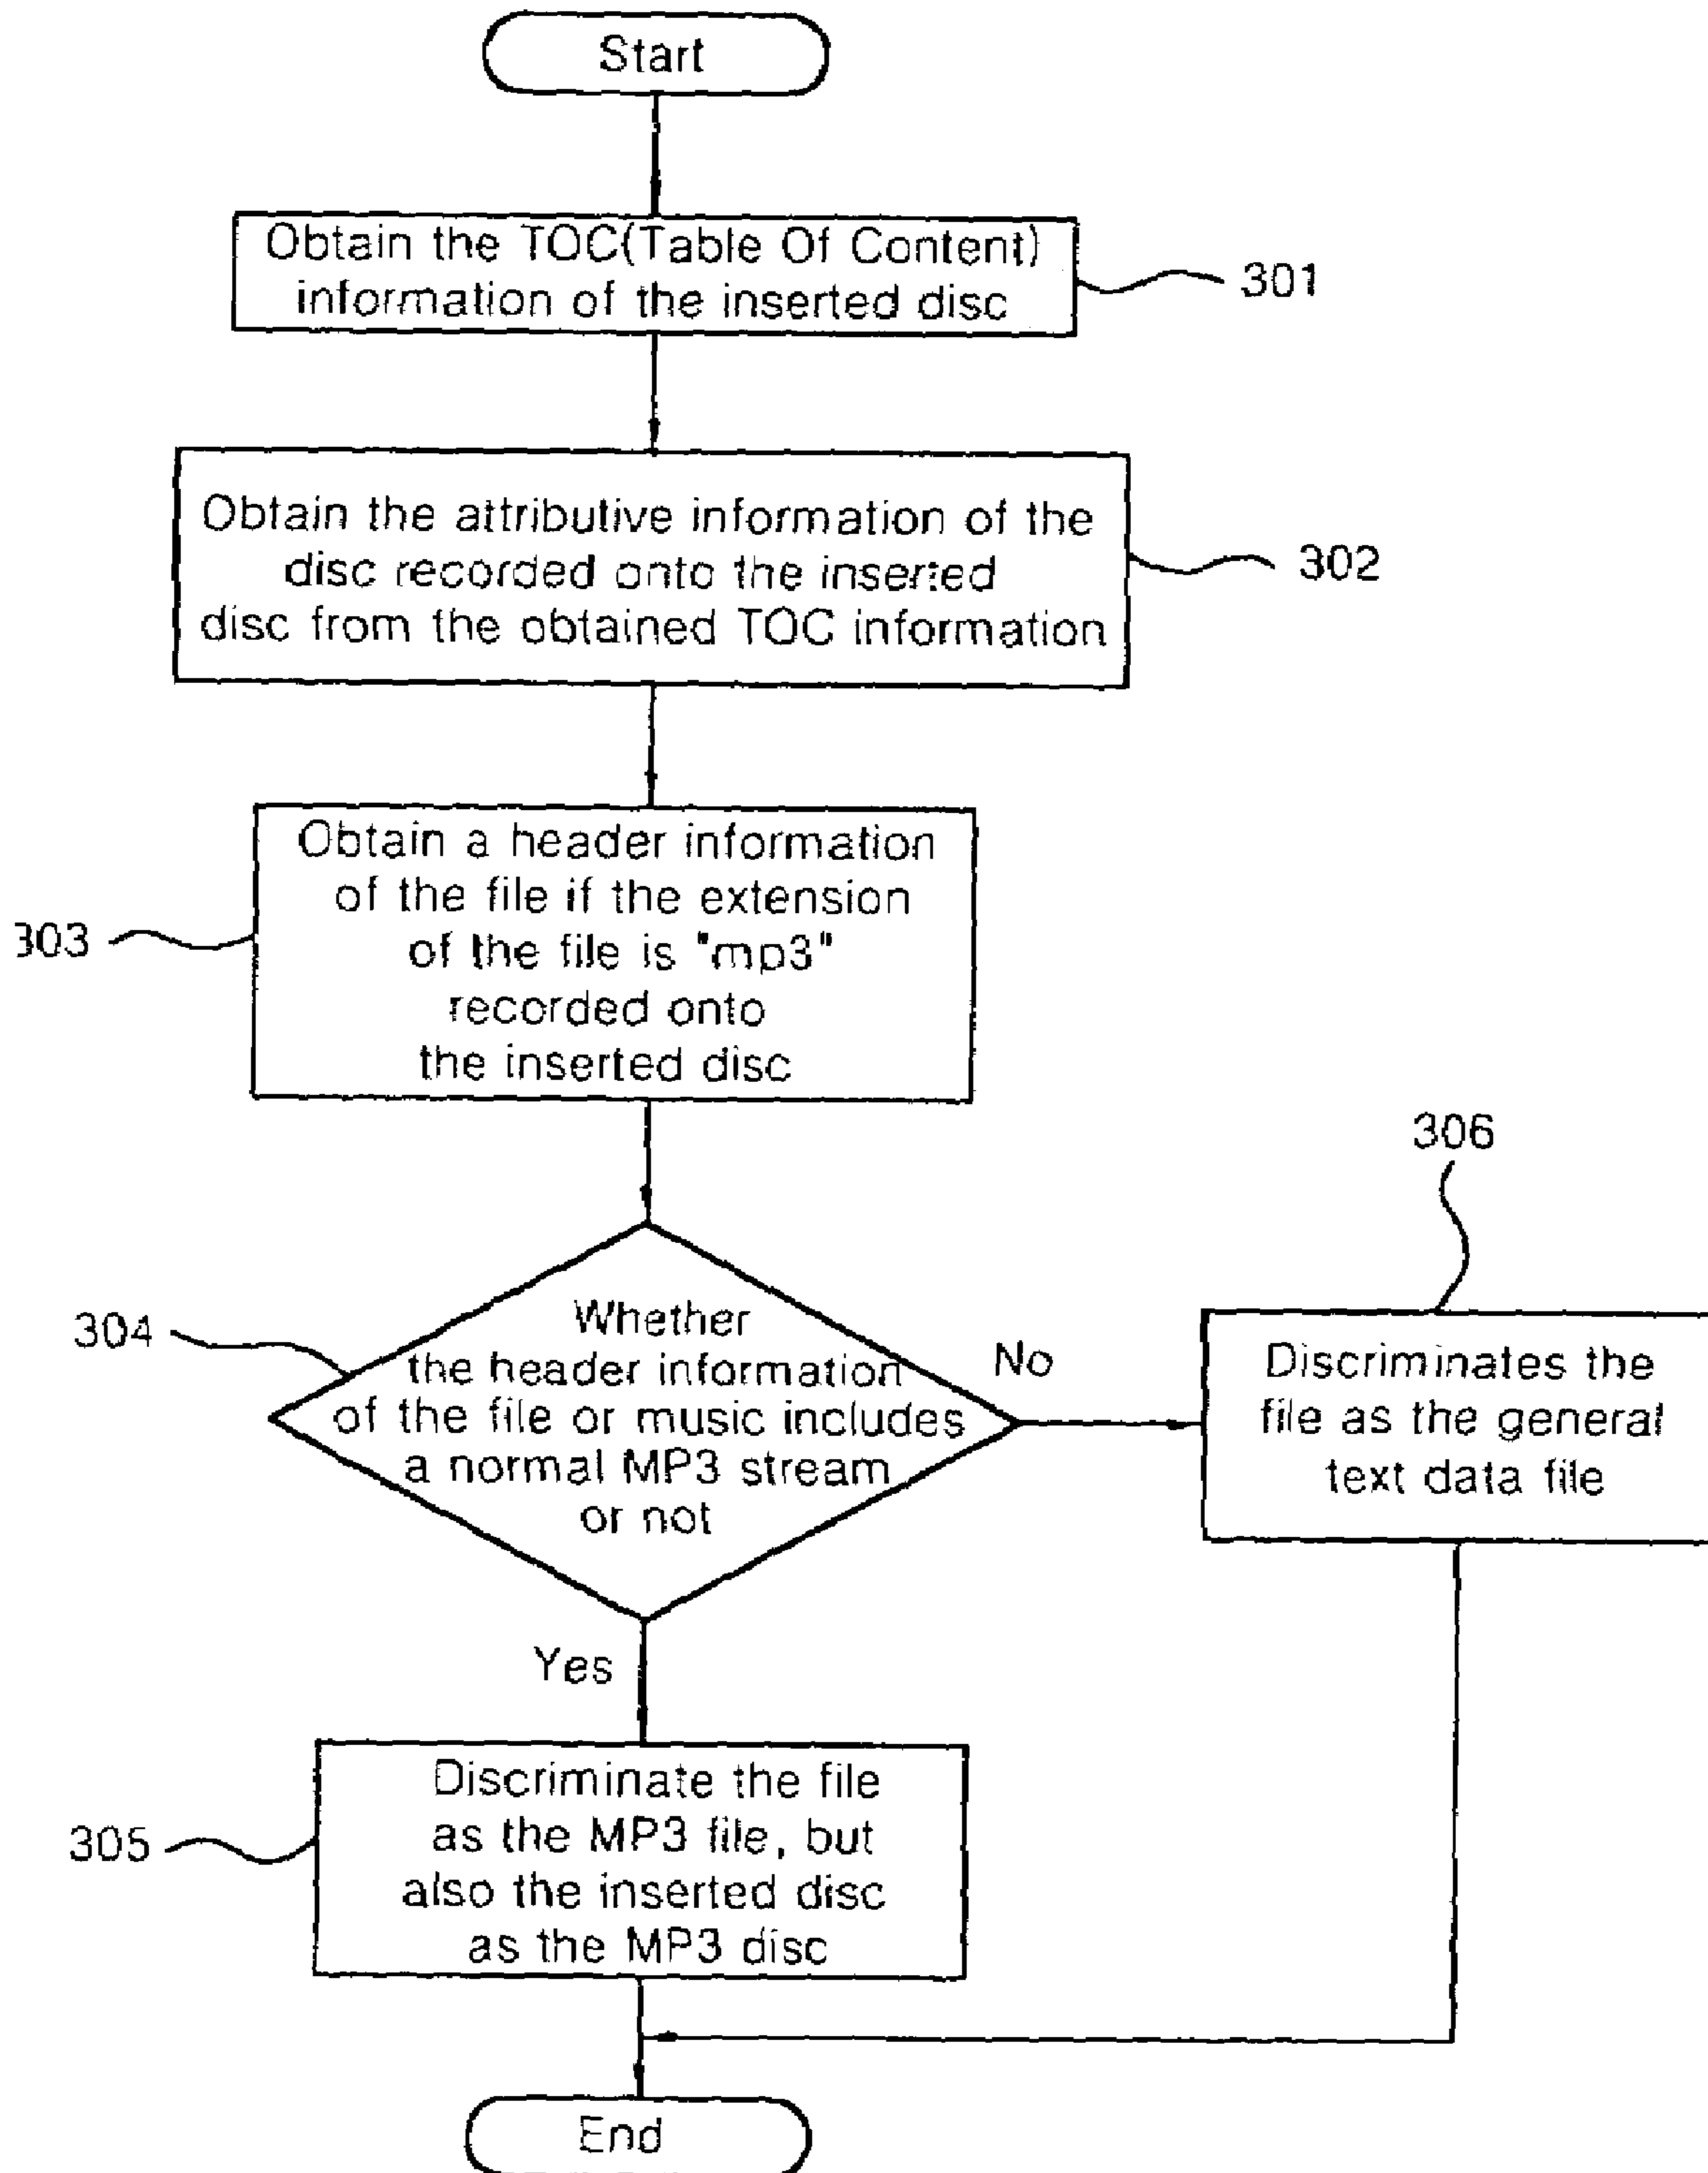 Start
Obtain the TOC(Table Of Content)
information of the inserted disc
301
Obtain the attributive information of the
disc recorded onto the inserted
disc from the obtained TOC information
302
Obtain a header information
of the file if the extension
of the file is "mp3"
recorded onto
the inserted disc
303
304
Whether
the header information
of the file or music includes
a normal MP3 stream
or not
No
306
Discriminates the
file as the general
text data file
Yes
305
Discriminate the file
as the MP3 file, but
also the inserted disc
as the MP3 disc
End